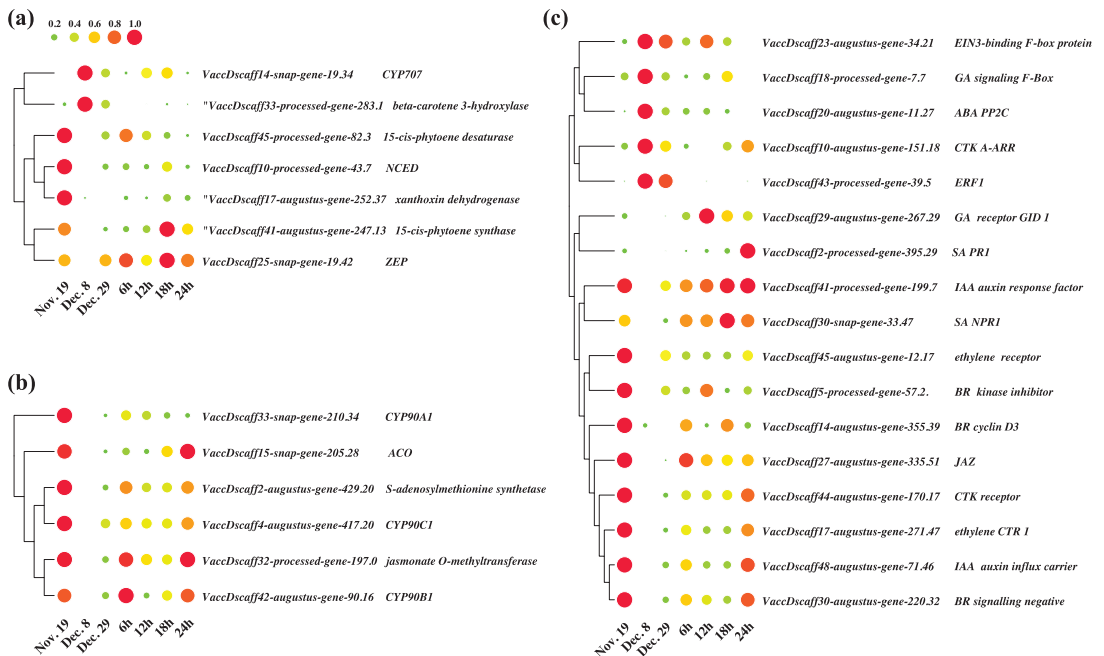 (a)
0.2 0.4 0.6 0.8 1.0
VaccDscaff14-snap-gene-19.34 CYP707
"VaccDscaff33-processed-gene-283.1 beta-carotene 3-hydroxylase
VaccDscaff45-processed-gene-82.3 15-cis-phytoene desaturase
VaccDscaff10-processed-gene-43.7 NCED
"VaccDscaff17-augustus-gene-252.37 xanthoxin dehydrogenase
"VaccDscaff41-augustus-gene-247.13 15-cis-phytoene synthase
VaccDscaff25-snap-gene-19.42 ZEP
Nov. 19 Dec. 8 Dec. 29 6h 12h 18h 24h
(b)
VaccDscaff33-snap-gene-210.34 CYP90A1
VaccDscaff15-snap-gene-205.28 ACO
VaccDscaff2-augustus-gene-429.20 S-adenosylmethionine synthetase
VaccDscaff4-augustus-gene-417.20 CYP90C1
VaccDscaff32-processed-gene-197.0 jasmonate O-methyltransferase
VaccDscaff42-augustus-gene-90.16 CYP90B1
Nov. 19 Dec. 8 Dec. 29 6h 12h 18h 24h
(c)
VaccDscaff23-augustus-gene-34.21 EIN3-binding F-box protein
VaccDscaff18-processed-gene-7.7 GA signaling F-Box
VaccDscaff20-augustus-gene-11.27 ABA PP2C
VaccDscaff10-augustus-gene-151.18 CTK A-ARR
VaccDscaff43-processed-gene-39.5 ERF1
VaccDscaff29-augustus-gene-267.29 GA receptor GID 1
VaccDscaff2-processed-gene-395.29 SA PR1
VaccDscaff41-processed-gene-199.7 IAA auxin response factor
VaccDscaff30-snap-gene-33.47 SA NPR1
VaccDscaff45-augustus-gene-12.17 ethylene receptor
VaccDscaff5-processed-gene-57.2. BR kinase inhibitor
VaccDscaff14-augustus-gene-355.39 BR cyclin D3
VaccDscaff27-augustus-gene-335.51 JAZ
VaccDscaff44-augustus-gene-170.17 CTK receptor
VaccDscaff17-augustus-gene-271.47 ethylene CTR 1
VaccDscaff48-augustus-gene-71.46 IAA auxin influx carrier
VaccDscaff30-augustus-gene-220.32 BR signalling negative
Nov. 19 Dec. 8 Dec. 29 6h 12h 18h 24h